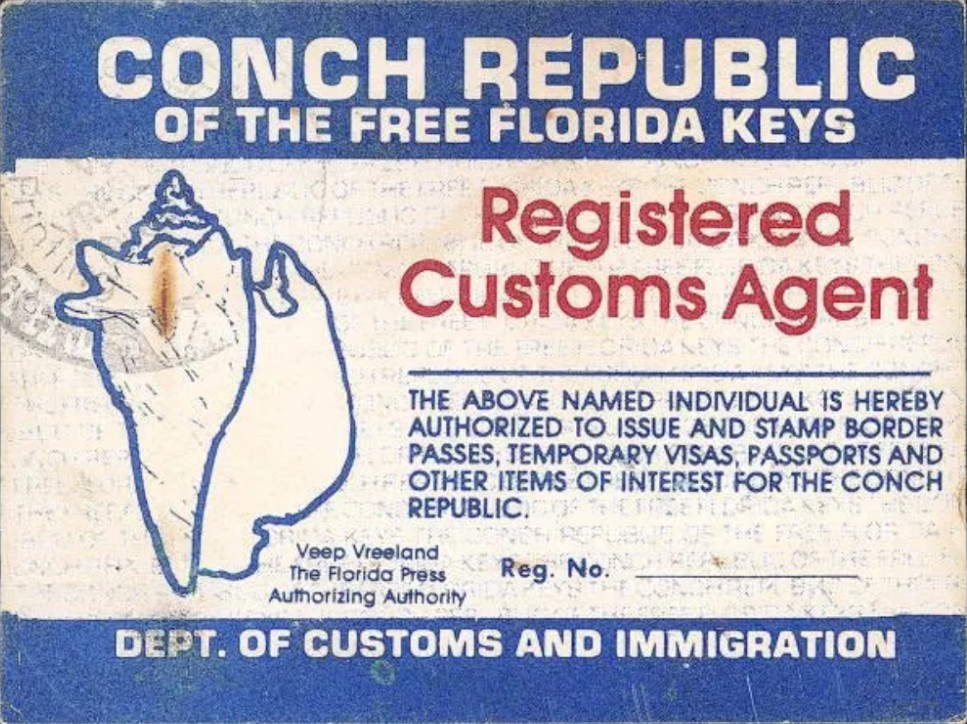 CONCH REPUBLIC
OF THE FREE FLORIDA KEYS
Registered
Customs Agent
THE ABOVE NAMED INDIVIDUAL IS HEREBY
AUTHORIZED TO ISSUE AND STAMP BORDER
PASSES, TEMPORARY VISAS, PASSPORTS AND
OTHER ITEMS OF INTEREST FOR THE CONCH
REPUBLIC.
Veep Vreeland
The Florida Press
Authorizing Authority
Reg. No.
DEPT. OF CUSTOMS AND IMMIGRATION